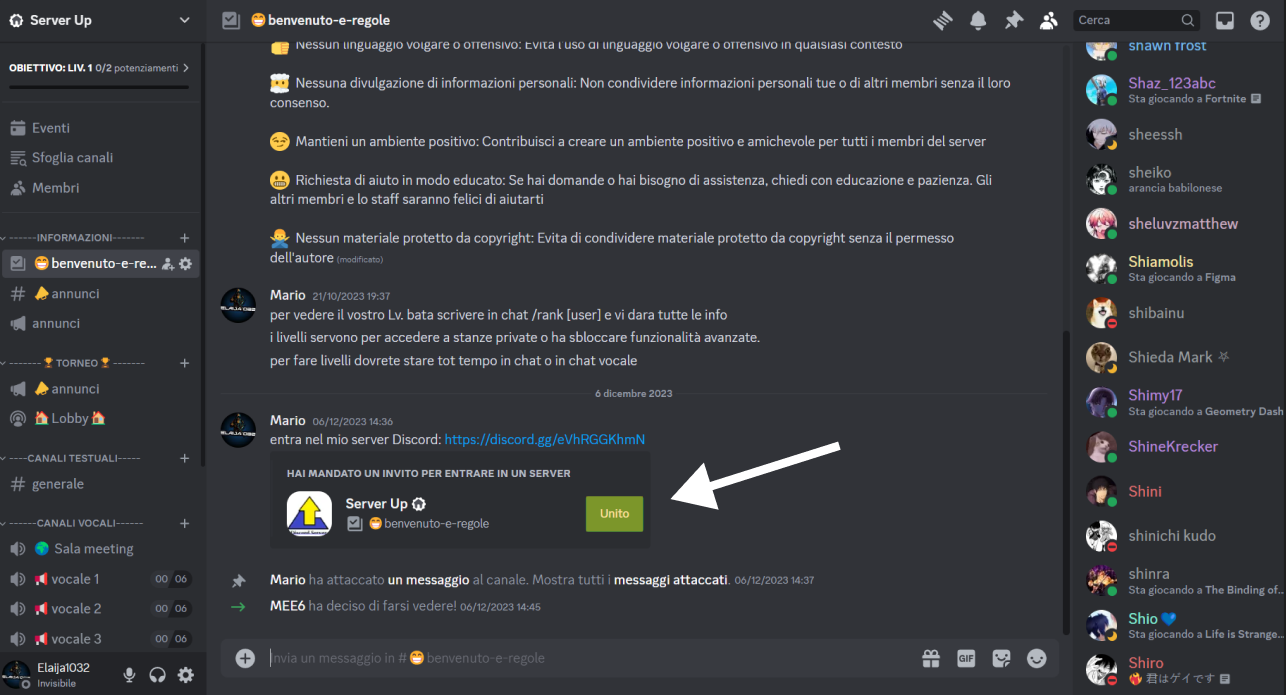 Server Up
benvenuto-e-regole
Cerca
OBIETTIVO: LIV. 1 0/2 potenziamenti
Eventi
Sfoglia canali
Membri
------INFORMAZIONI-------
benvenuto-e-re...
annunci
annunci
------🏆TORNEO🏆------
annunci
🏠Lobby🏠
----CANALI TESTUALI-----
generale
------CANALI VOCALI------
Sala meeting
vocale 1 00 06
vocale 2 00 06
vocale 3 00 06
Elaija1032
Invisibile
Nessun linguaggio volgare o offensivo: Evita l'uso di linguaggio volgare o offensivo in qualsiasi contesto
Nessuna divulgazione di informazioni personali: Non condividere informazioni personali tue o di altri membri senza il loro
consenso.
Mantieni un ambiente positivo: Contribuisci a creare un ambiente positivo e amichevole per tutti i membri del server
Richiesta di aiuto in modo educato: Se hai domande o hai bisogno di assistenza, chiedi con educazione e pazienza. Gli
altri membri e lo staff saranno felici di aiutarti
Nessun materiale protetto da copyright: Evita di condividere materiale protetto da copyright senza il permesso
dell'autore (modificato)
Mario 21/10/2023 19:37
per vedere il vostro Lv. bata scrivere in chat /rank [user] e vi dara tutte le info
i livelli servono per accedere a stanze private o ha sbloccare funzionalità avanzate.
per fare livelli dovrete stare tot tempo in chat o in chat vocale
6 dicembre 2023
Mario 06/12/2023 14:36
entra nel mio server Discord: https://discord.gg/eVhRGGKhmN
HAI MANDATO UN INVITO PER ENTRARE IN UN SERVER
Server Up
benvenuto-e-regole
Unito
Mario ha attaccato un messaggio al canale. Mostra tutti i messaggi attaccati. 06/12/2023 14:37
MEE6 ha deciso di farsi vedere! 06/12/2023 14:45
Invia un messaggio in #😁benvenuto-e-regole
GIF
shawn frost
Shaz_123abc
Sta giocando a Fortnite
sheessh
sheiko
arancia babilonese
sheluvzmatthew
Shiamolis
Sta giocando a Figma
shibainu
Shieda Mark
Shimy17
Sta giocando a Geometry Dash
ShineKrecker
Shini
shinichi kudo
shinra
Sta giocando a The Binding of...
Shio
Sta giocando a Life is Strange...
Shiro
君はゲイです